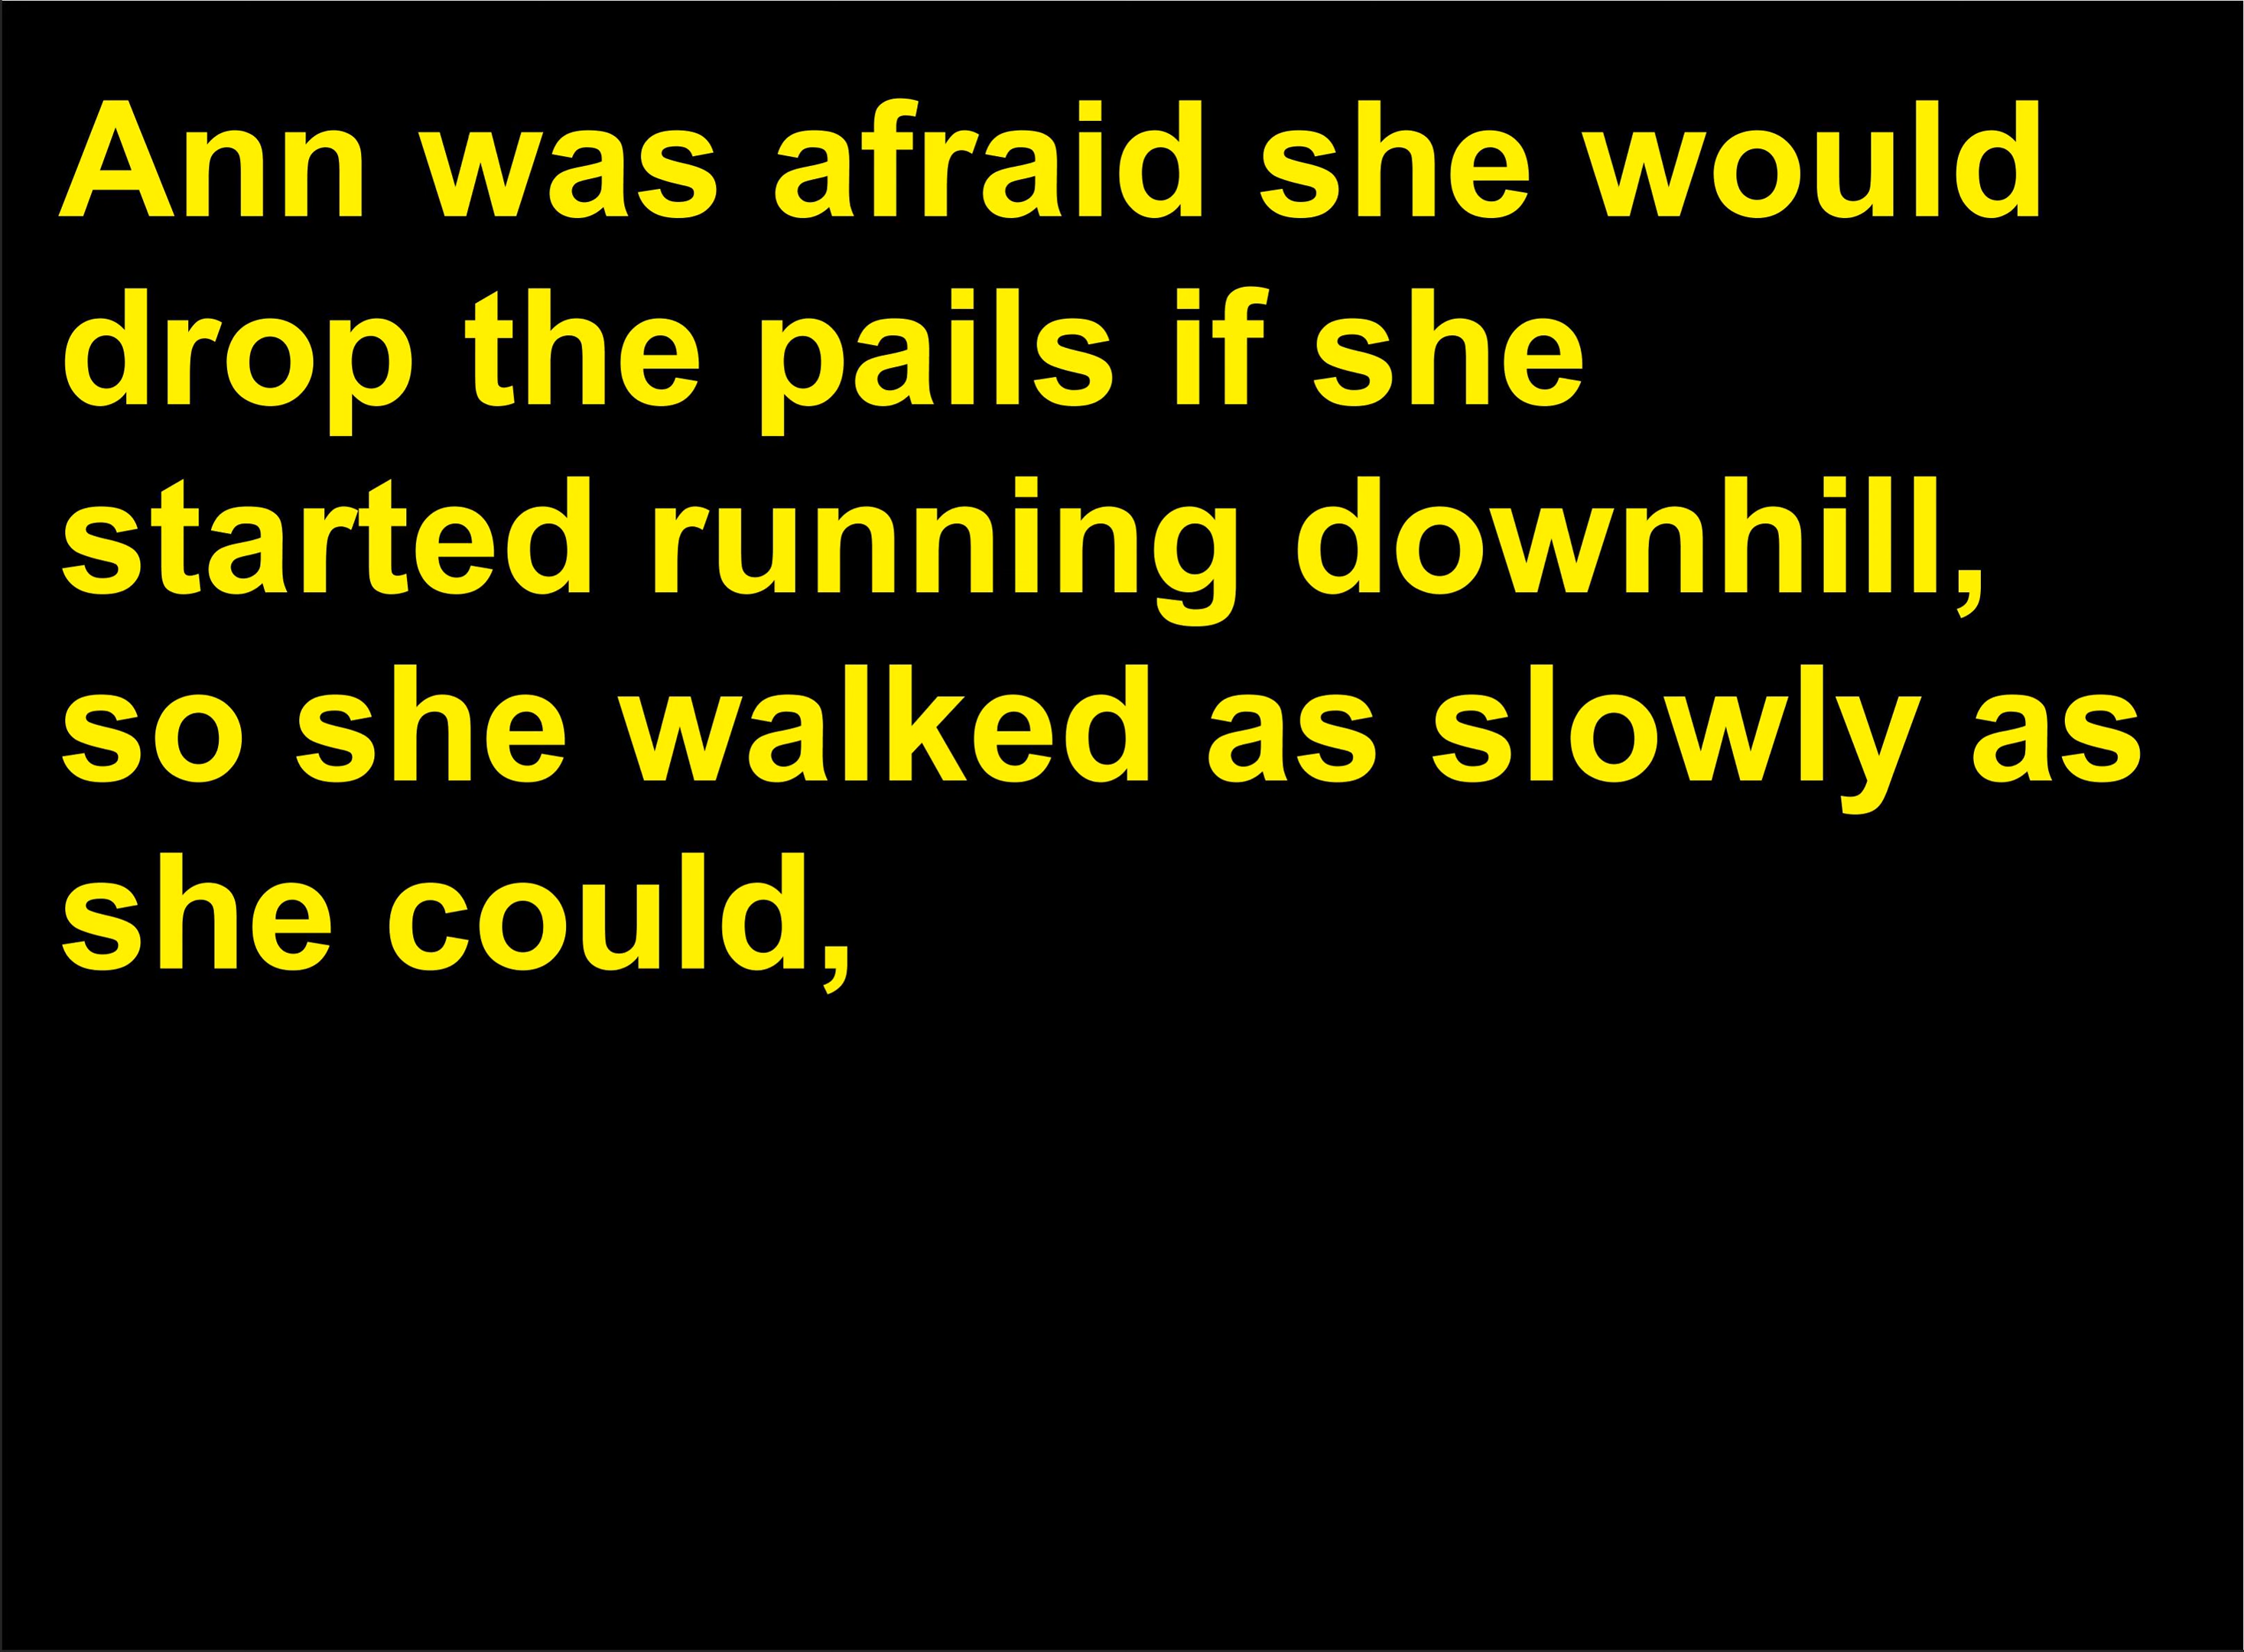 Ann was afraid she would
drop the pails if she
started running downhill,
so she walked as slowly as
she could,